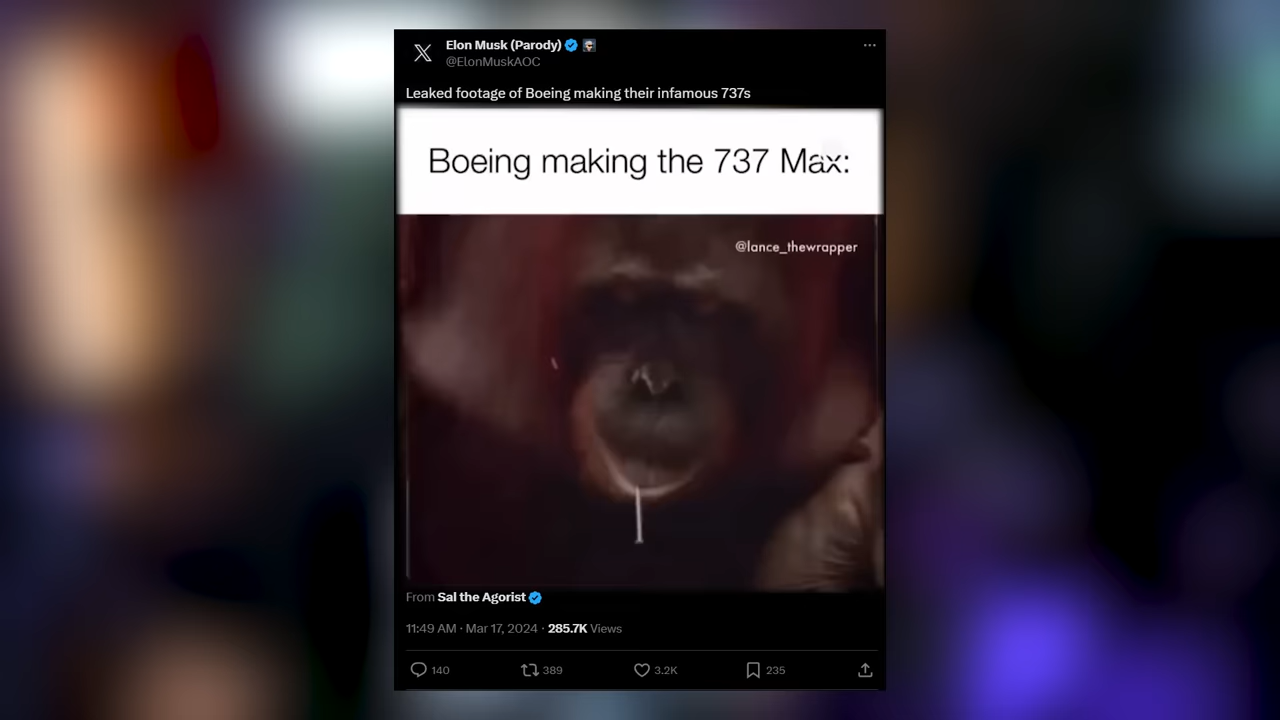 Elon Musk (Parody)
@ElonMuskAOC
Leaked footage of Boeing making their infamous 737s
Boeing making the 737 Max:
@lance_thewrapper
From Sal the Agorist
11:49 AM · Mar 17, 2024 · 285.7K Views
140 389 3.2K 235